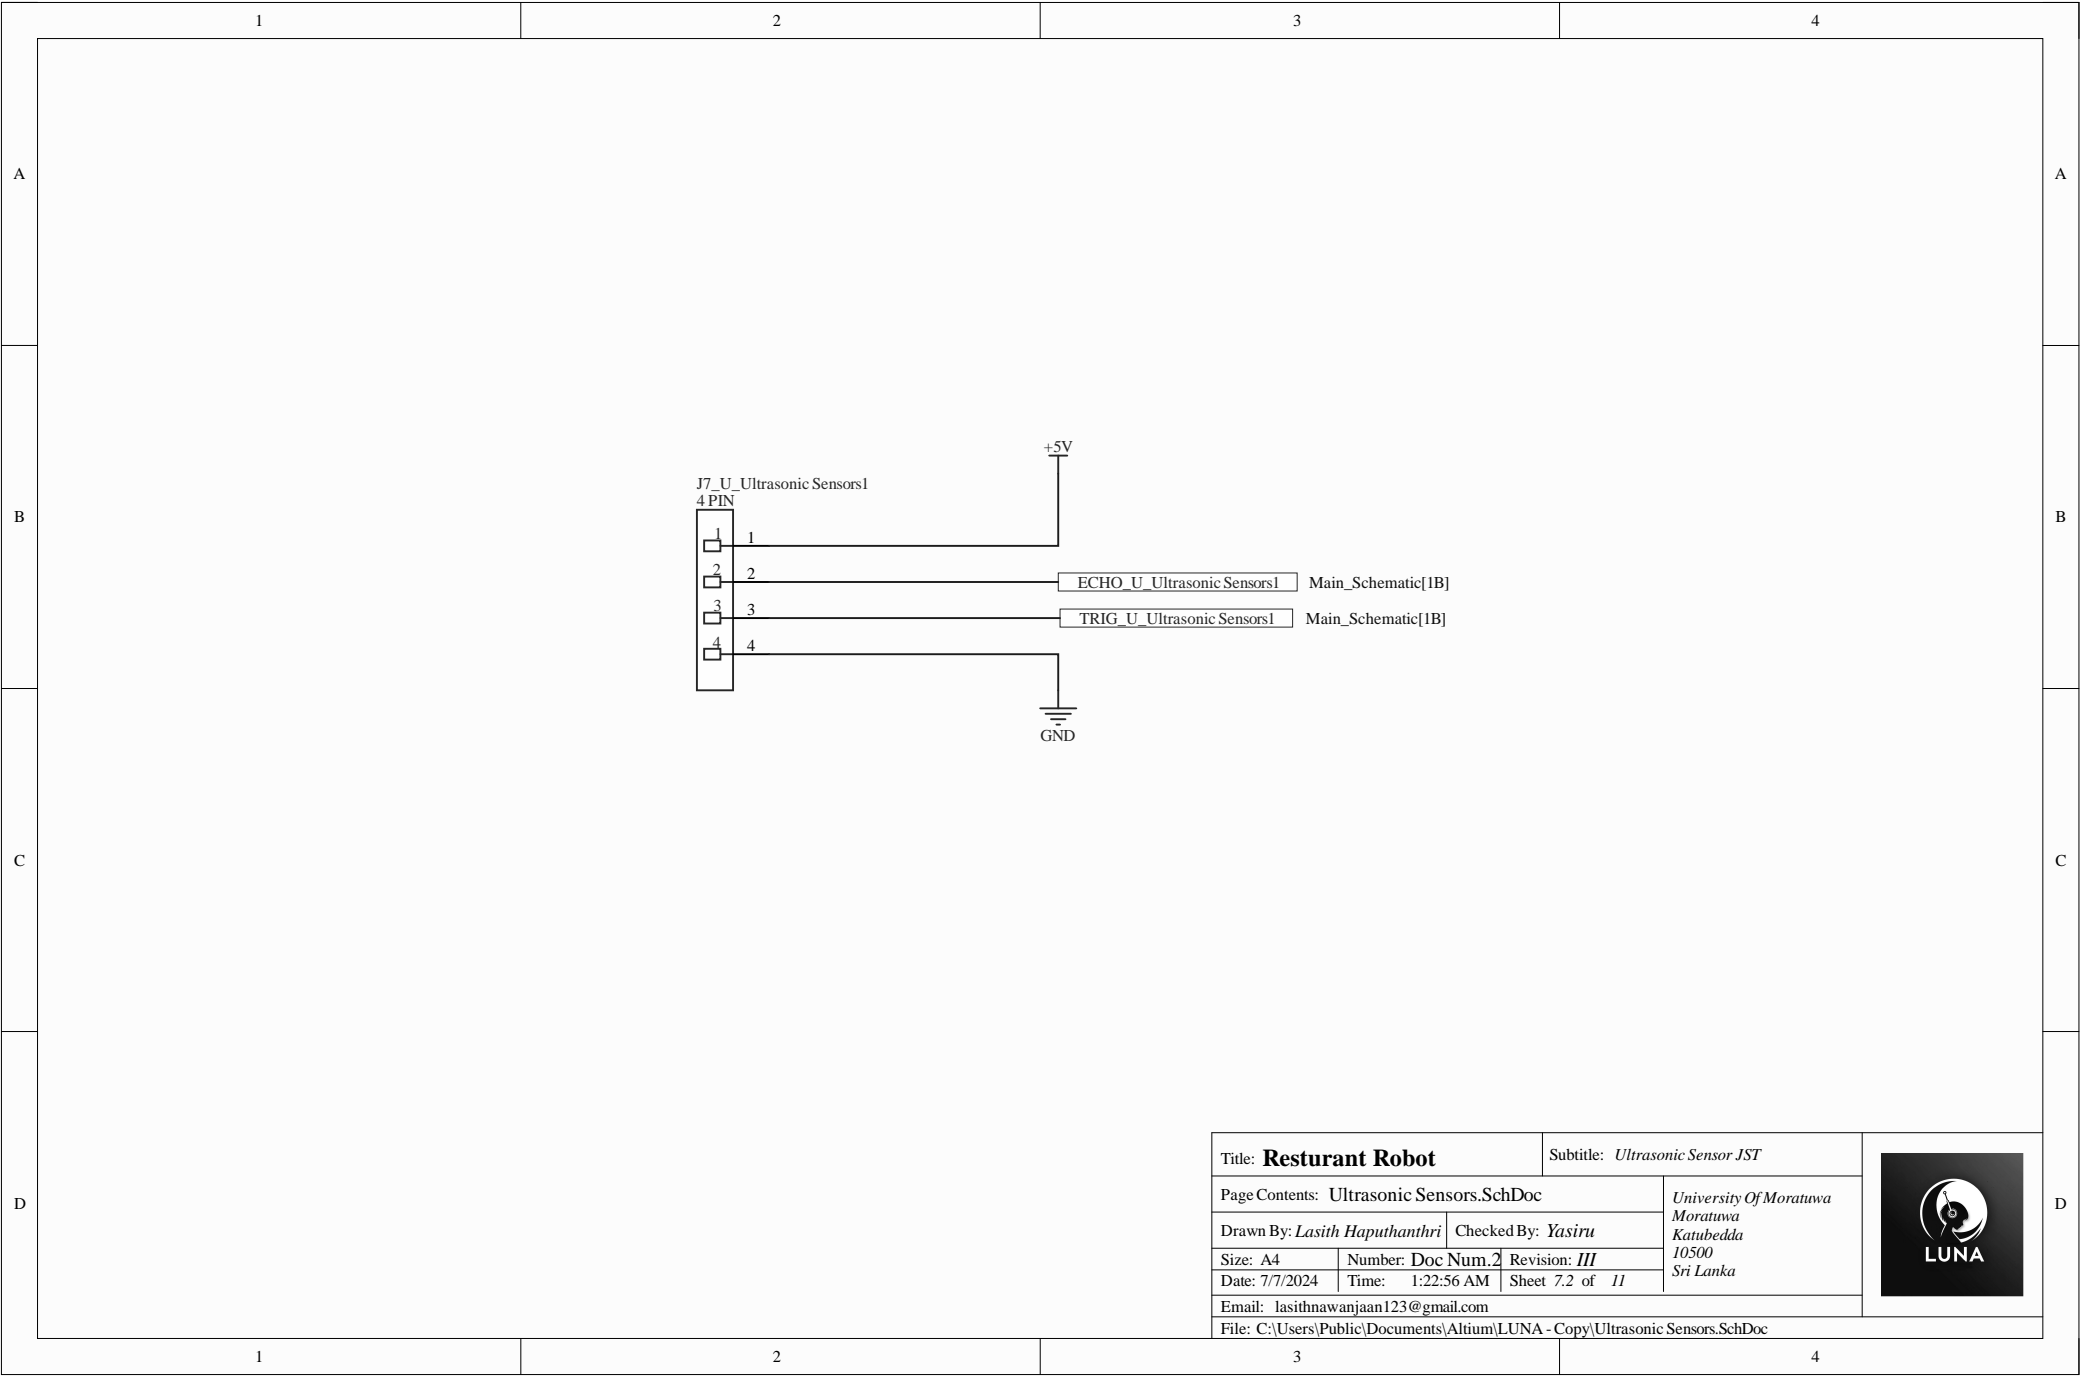 1 2 3 4
A A
+5V
J7_U_Ultrasonic Sensors1
4 PIN
B B
1 1
2 2 ECHO_U_Ultrasonic Sensors1 Main_Schematic[1B]
3 3 TRIG_U_Ultrasonic Sensors1 Main_Schematic[1B]
4 4
GND
C C
Title: Resturant Robot Subtitle: Ultrasonic Sensor JST
Page Contents: Ultrasonic Sensors.SchDoc
Drawn By: Lasith Haputhanthri Checked By: Yasiru
Size: A4 Number: Doc Num.2 Revision: III
Date: 7/7/2024 Time: 1:22:56 AM Sheet 7.2 of 11
University Of Moratuwa
Moratuwa
Katubedda
10500
Sri Lanka
LUNA
D D
Email: lasithnawanjaan123@gmail.com
File: C:\Users\Public\Documents\Altium\LUNA - Copy\Ultrasonic Sensors.SchDoc
1 2 3 4